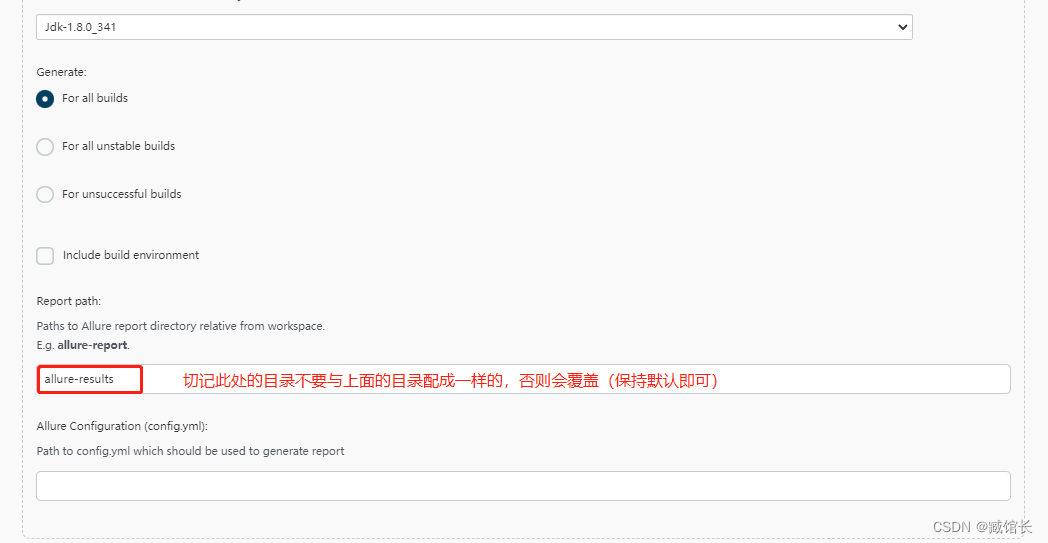 Jdk-1.8.0_341
Generate:
For all builds
For all unstable builds
For unsuccessful builds
Include build environment
Report path:
Paths to Allure report directory relative from workspace.
E.g. allure-report.
allure-results 切记此处的目录不要与上面的目录配成一样的，否则会覆盖（保持默认即可）
Allure Configuration (config.yml):
Path to config.yml which should be used to generate report
CSDN @臧馆长